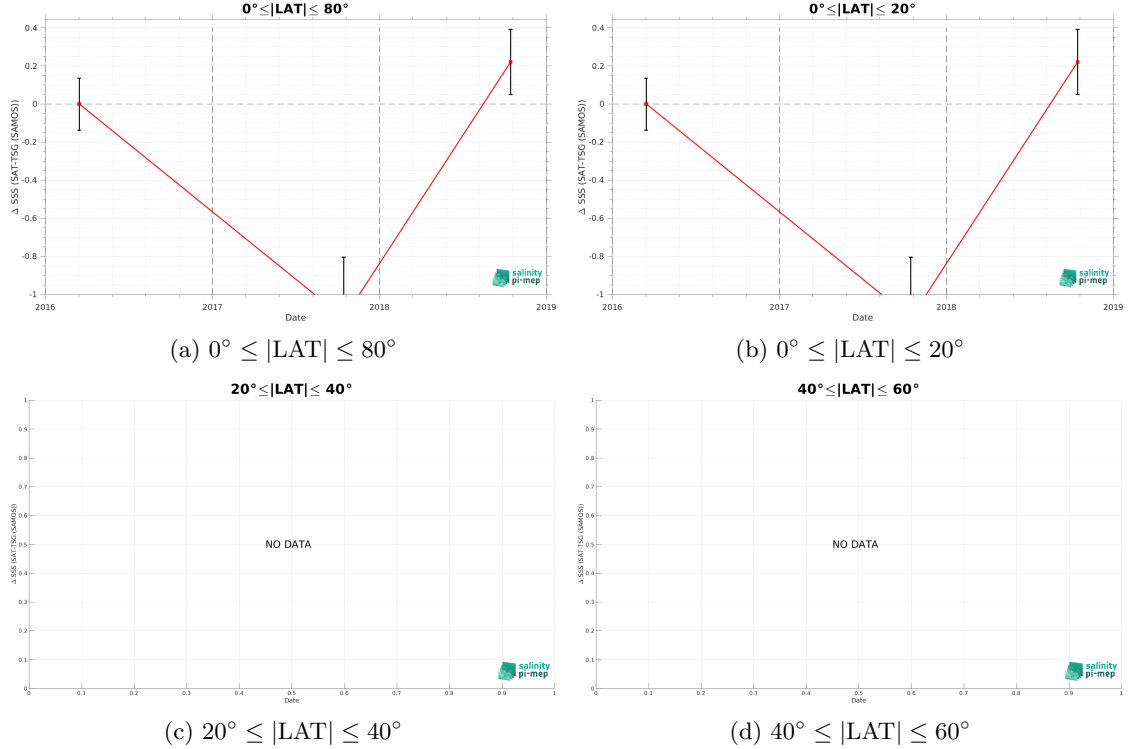 0°≤|LAT|≤ 80°
Δ SSS (SAT-TSG (SAMOS))
0.4
0.2
0
-0.2
-0.4
-0.6
-0.8
-1
2016
2017
2018
2019
Date
salinity
pi-mep
(a) 0° ≤ |LAT| ≤ 80°
0°≤|LAT|≤ 20°
Δ SSS (SAT-TSG (SAMOS))
0.4
0.2
0
-0.2
-0.4
-0.6
-0.8
-1
2016
2017
2018
2019
Date
salinity
pi-mep
(b) 0° ≤ |LAT| ≤ 20°
20°≤|LAT|≤ 40°
Δ SSS (SAT-TSG (SAMOS))
1
0.9
0.8
0.7
0.6
0.5
0.4
0.3
0.2
0.1
0
NO DATA
0
0.1
0.2
0.3
0.4
0.5
0.6
0.7
0.8
0.9
1
Date
salinity
pi-mep
(c) 20° ≤ |LAT| ≤ 40°
40°≤|LAT|≤ 60°
Δ SSS (SAT-TSG (SAMOS))
1
0.9
0.8
0.7
0.6
0.5
0.4
0.3
0.2
0.1
0
NO DATA
0
0.1
0.2
0.3
0.4
0.5
0.6
0.7
0.8
0.9
1
Date
salinity
pi-mep
(d) 40° ≤ |LAT| ≤ 60°